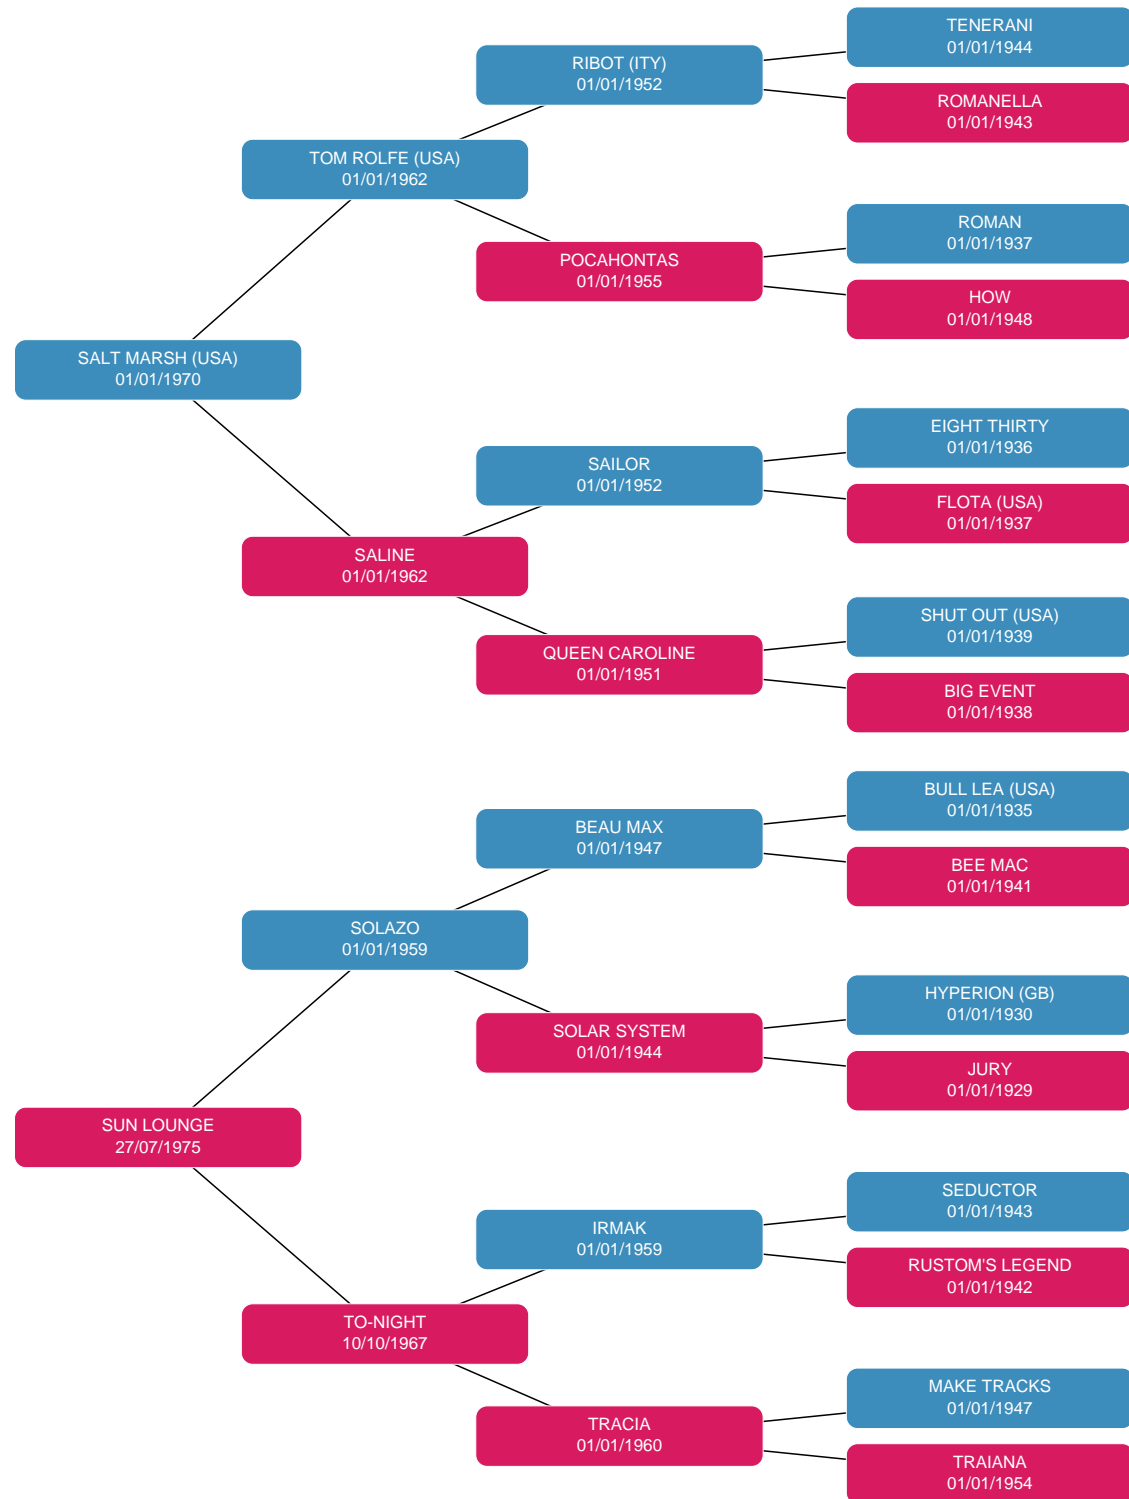 TENERANI
01/01/1944
RIBOT (ITY)
01/01/1952
ROMANELLA
01/01/1943
TOM ROLFE (USA)
01/01/1962
ROMAN
01/01/1937
POCAHONTAS
01/01/1955
HOW
01/01/1948
SALT MARSH (USA)
01/01/1970
EIGHT THIRTY
01/01/1936
SAILOR
01/01/1952
FLOTA (USA)
01/01/1937
SALINE
01/01/1962
SHUT OUT (USA)
01/01/1939
QUEEN CAROLINE
01/01/1951
BIG EVENT
01/01/1938
BULL LEA (USA)
01/01/1935
BEAU MAX
01/01/1947
BEE MAC
01/01/1941
SOLAZO
01/01/1959
HYPERION (GB)
01/01/1930
SOLAR SYSTEM
01/01/1944
JURY
01/01/1929
SUN LOUNGE
27/07/1975
SEDUCTOR
01/01/1943
IRMAK
01/01/1959
RUSTOM'S LEGEND
01/01/1942
TO-NIGHT
10/10/1967
MAKE TRACKS
01/01/1947
TRACIA
01/01/1960
TRAIANA
01/01/1954